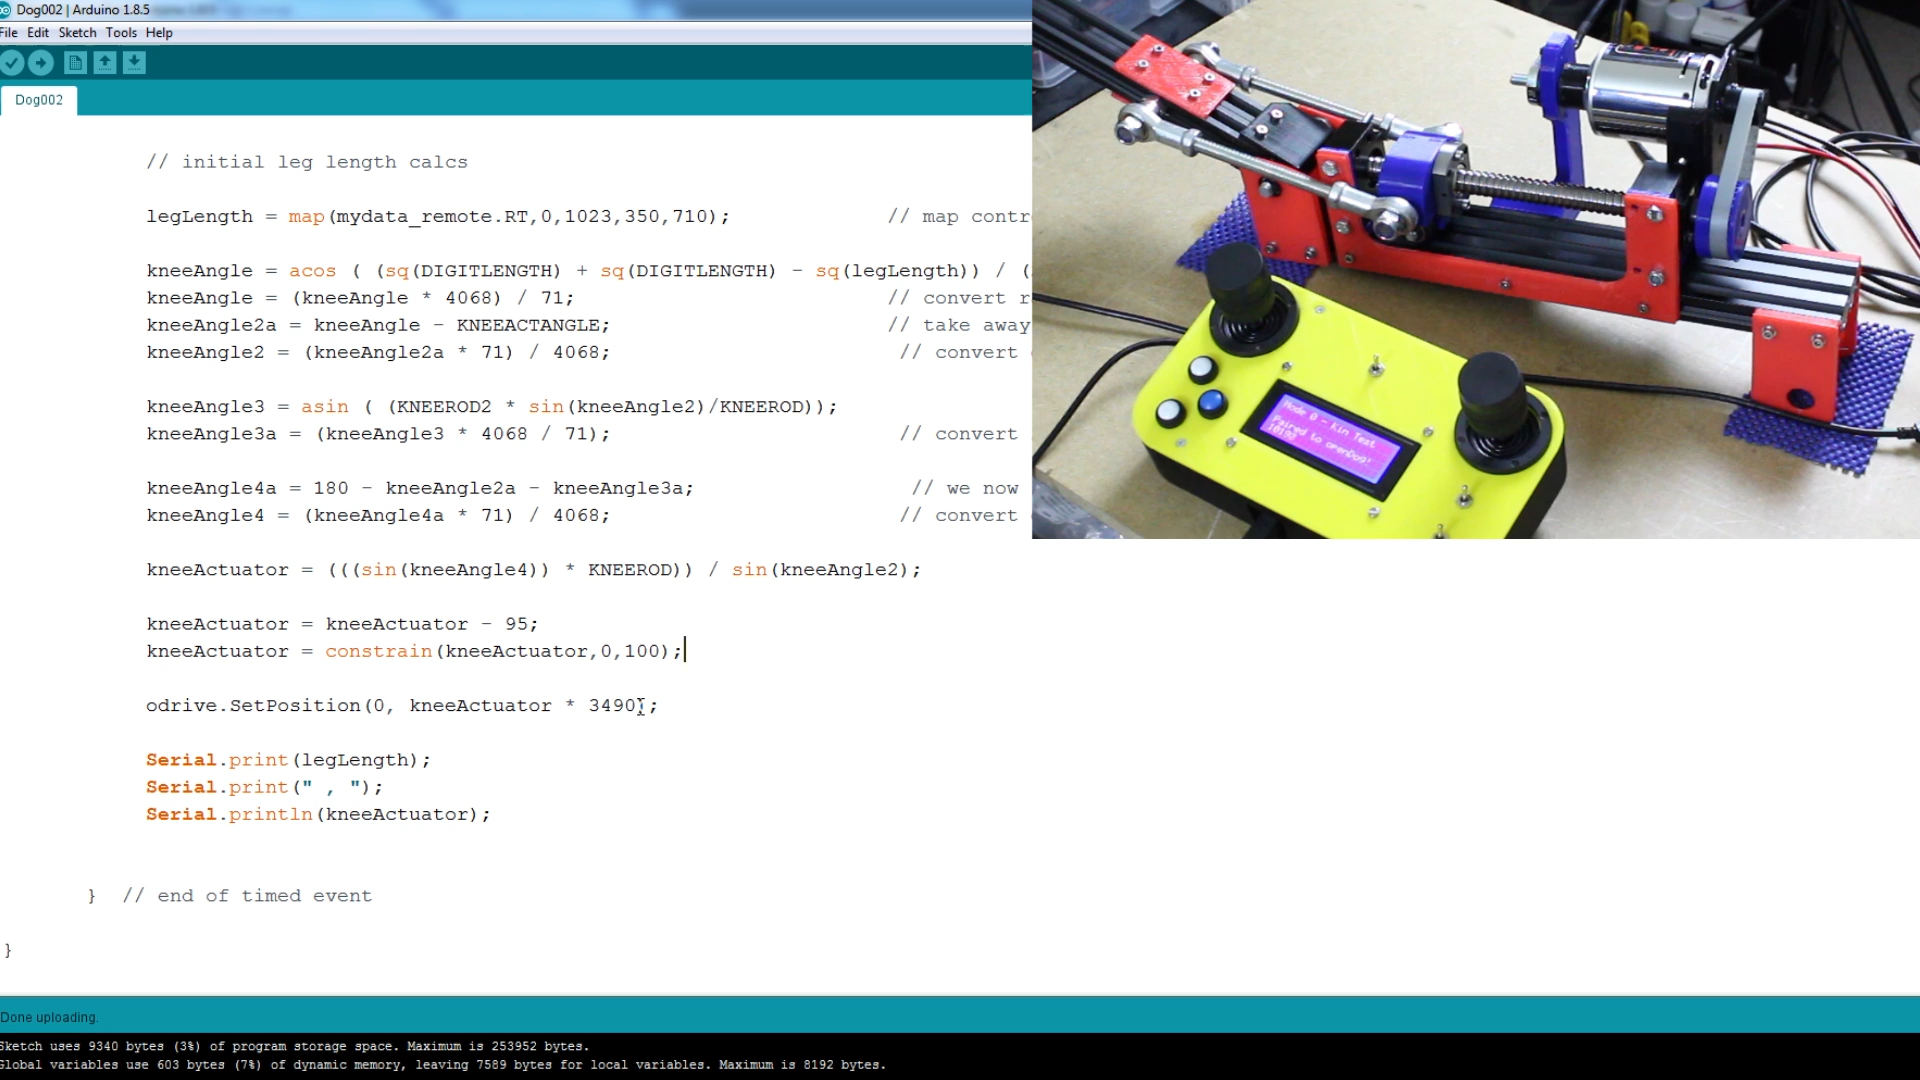 Dog002 | Arduino 1.8.5
File Edit Sketch Tools Help
Dog002
// initial leg length calcs
legLength = map(mydata_remote.RT,0,1023,350,710); // map contr
kneeAngle = acos ( (sq(DIGITLENGTH) + sq(DIGITLENGTH) - sq(legLength)) / (
kneeAngle = (kneeAngle * 4068) / 71; // convert r
kneeAngle2a = kneeAngle - KNEEACTANGLE; // take away
kneeAngle2 = (kneeAngle2a * 71) / 4068; // convert
kneeAngle3 = asin ( (KNEEROD2 * sin(kneeAngle2)/KNEEROD));
kneeAngle3a = (kneeAngle3 * 4068 / 71); // convert
kneeAngle4a = 180 - kneeAngle2a - kneeAngle3a; // we now
kneeAngle4 = (kneeAngle4a * 71) / 4068; // convert
kneeActuator = (((sin(kneeAngle4)) * KNEEROD)) / sin(kneeAngle2);
kneeActuator = kneeActuator - 95;
kneeActuator = constrain(kneeActuator,0,100);
odrive.SetPosition(0, kneeActuator * 3490);
Serial.print(legLength);
Serial.print(" , ");
Serial.println(kneeActuator);
} // end of timed event
}
Mode 0 - Kin Test
Paired to openDog!
Done uploading.
Sketch uses 9340 bytes (3%) of program storage space. Maximum is 253952 bytes.
Global variables use 603 bytes (7%) of dynamic memory, leaving 7589 bytes for local variables. Maximum is 8192 bytes.